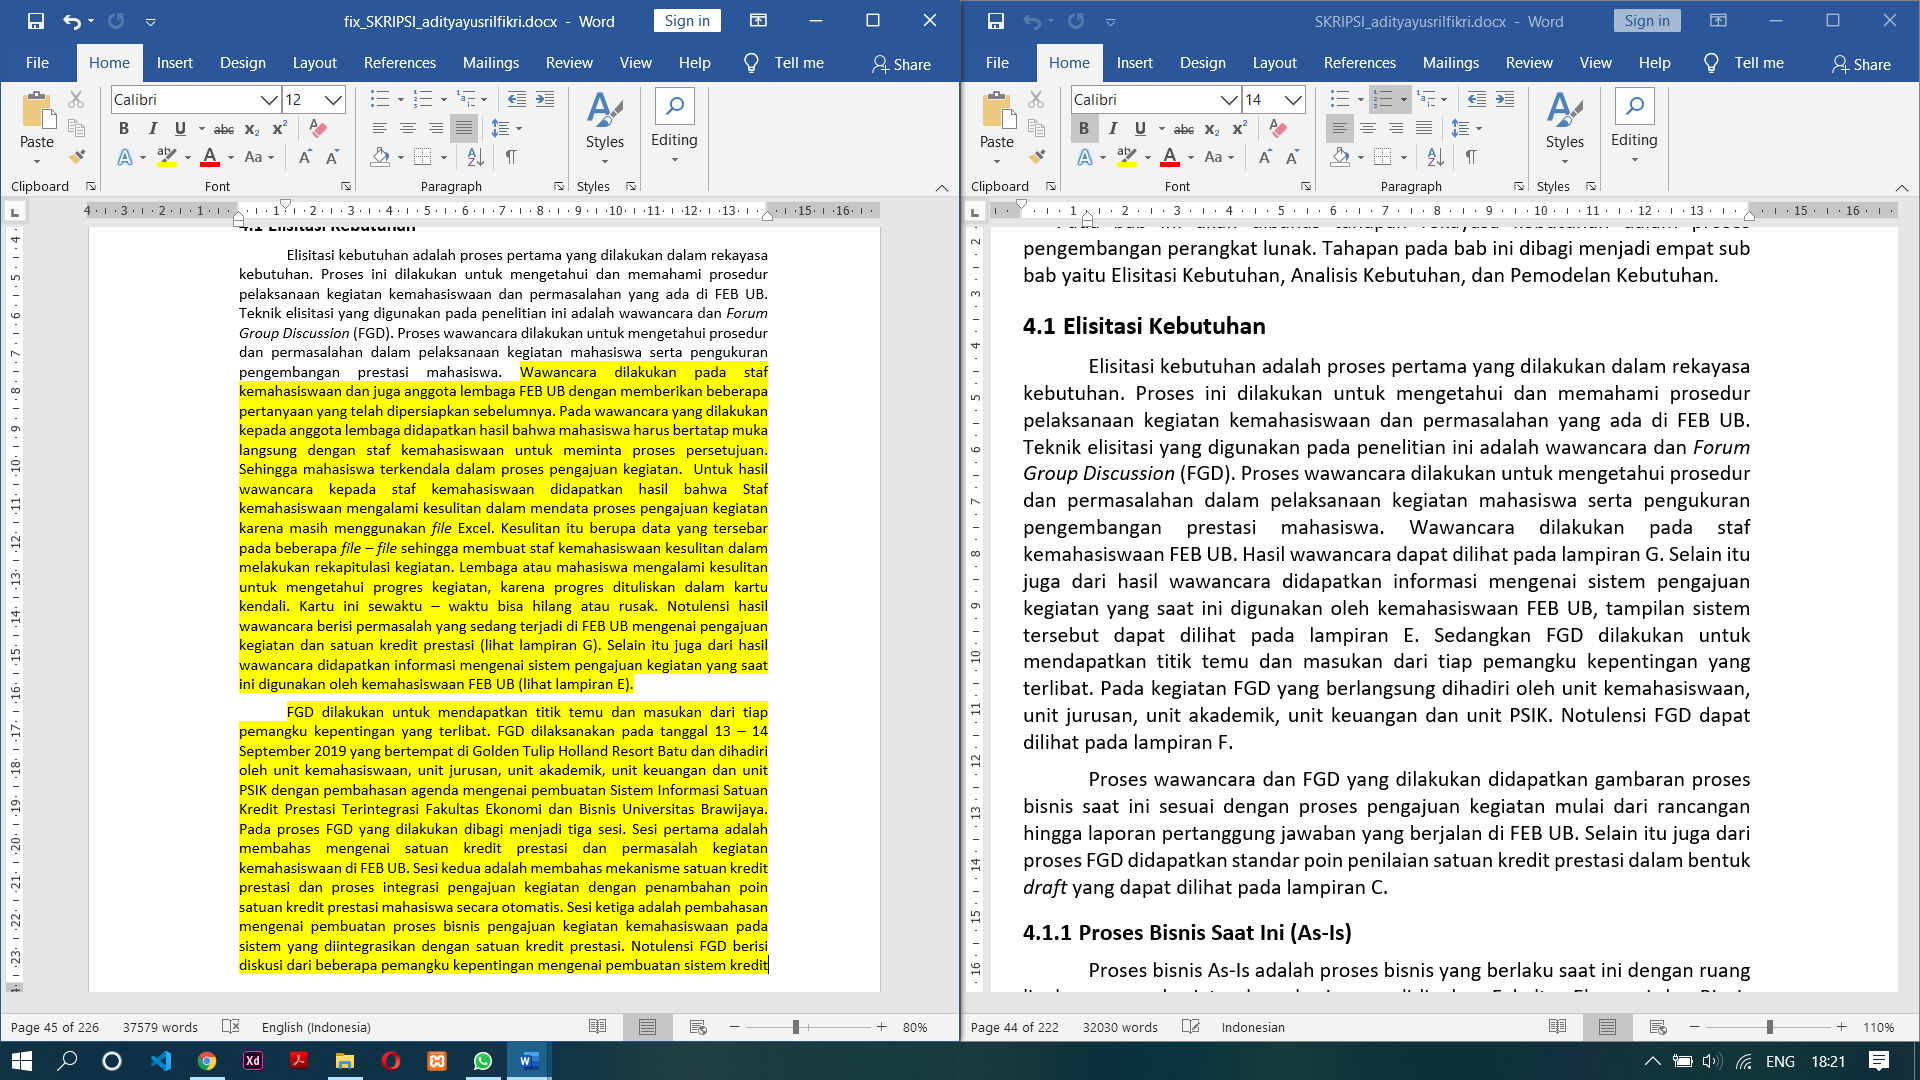 fix_SKRIPSI_adityayusrilfikri.docx - Word
Sign in
File Home Insert Design Layout References Mailings Review View Help Tell me Share
Calibri 12
Paste
Styles
Editing
Clipboard Font Paragraph Styles
4.1 Elisitasi Kebutuhan
Elisitasi kebutuhan adalah proses pertama yang dilakukan dalam rekayasa
kebutuhan. Proses ini dilakukan untuk mengetahui dan memahami prosedur
pelaksanaan kegiatan kemahasiswaan dan permasalahan yang ada di FEB UB.
Teknik elisitasi yang digunakan pada penelitian ini adalah wawancara dan Forum
Group Discussion (FGD). Proses wawancara dilakukan untuk mengetahui prosedur
dan permasalahan dalam pelaksanaan kegiatan mahasiswa serta pengukuran
pengembangan prestasi mahasiswa. Wawancara dilakukan pada staf
kemahasiswaan dan juga anggota lembaga FEB UB dengan memberikan beberapa
pertanyaan yang telah dipersiapkan sebelumnya. Pada wawancara yang dilakukan
kepada anggota lembaga didapatkan hasil bahwa mahasiswa harus bertatap muka
langsung dengan staf kemahasiswaan untuk meminta proses persetujuan.
Sehingga mahasiswa terkendala dalam proses pengajuan kegiatan. Untuk hasil
wawancara kepada staf kemahasiswaan didapatkan hasil bahwa Staf
kemahasiswaan mengalami kesulitan dalam mendata proses pengajuan kegiatan
karena masih menggunakan file Excel. Kesulitan itu berupa data yang tersebar
pada beberapa file – file sehingga membuat staf kemahasiswaan kesulitan dalam
melakukan rekapitulasi kegiatan. Lembaga atau mahasiswa mengalami kesulitan
untuk mengetahui progres kegiatan, karena progres dituliskan dalam kartu
kendali. Kartu ini sewaktu – waktu bisa hilang atau rusak. Notulensi hasil
wawancara berisi permasalah yang sedang terjadi di FEB UB mengenai pengajuan
kegiatan dan satuan kredit prestasi (lihat lampiran G). Selain itu juga dari hasil
wawancara didapatkan informasi mengenai sistem pengajuan kegiatan yang saat
ini digunakan oleh kemahasiswaan FEB UB (lihat lampiran E).
FGD dilakukan untuk mendapatkan titik temu dan masukan dari tiap
pemangku kepentingan yang terlibat. FGD dilaksanakan pada tanggal 13 – 14
September 2019 yang bertempat di Golden Tulip Holland Resort Batu dan dihadiri
oleh unit kemahasiswaan, unit jurusan, unit akademik, unit keuangan dan unit
PSIK dengan pembahasan agenda mengenai pembuatan Sistem Informasi Satuan
Kredit Prestasi Terintegrasi Fakultas Ekonomi dan Bisnis Universitas Brawijaya.
Pada proses FGD yang dilakukan dibagi menjadi tiga sesi. Sesi pertama adalah
membahas mengenai satuan kredit prestasi dan permasalah kegiatan
kemahasiswaan di FEB UB. Sesi kedua adalah membahas mekanisme satuan kredit
prestasi dan proses integrasi pengajuan kegiatan dengan penambahan poin
satuan kredit prestasi mahasiswa secara otomatis. Sesi ketiga adalah pembahasan
mengenai pembuatan proses bisnis pengajuan kegiatan kemahasiswaan pada
sistem yang diintegrasikan dengan satuan kredit prestasi. Notulensi FGD berisi
diskusi dari beberapa pemangku kepentingan mengenai pembuatan sistem kredit
Page 45 of 226 37579 words English (Indonesia) 80%
SKRIPSI_adityayusrilfikri.docx - Word
Sign in
File Home Insert Design Layout References Mailings Review View Help Tell me Share
Calibri 14
Paste
Styles
Editing
Clipboard Font Paragraph Styles
pengembangan perangkat lunak. Tahapan pada bab ini dibagi menjadi empat sub
bab yaitu Elisitasi Kebutuhan, Analisis Kebutuhan, dan Pemodelan Kebutuhan.
4.1 Elisitasi Kebutuhan
Elisitasi kebutuhan adalah proses pertama yang dilakukan dalam rekayasa
kebutuhan. Proses ini dilakukan untuk mengetahui dan memahami prosedur
pelaksanaan kegiatan kemahasiswaan dan permasalahan yang ada di FEB UB.
Teknik elisitasi yang digunakan pada penelitian ini adalah wawancara dan Forum
Group Discussion (FGD). Proses wawancara dilakukan untuk mengetahui prosedur
dan permasalahan dalam pelaksanaan kegiatan mahasiswa serta pengukuran
pengembangan prestasi mahasiswa. Wawancara dilakukan pada staf
kemahasiswaan FEB UB. Hasil wawancara dapat dilihat pada lampiran G. Selain itu
juga dari hasil wawancara didapatkan informasi mengenai sistem pengajuan
kegiatan yang saat ini digunakan oleh kemahasiswaan FEB UB, tampilan sistem
tersebut dapat dilihat pada lampiran E. Sedangkan FGD dilakukan untuk
mendapatkan titik temu dan masukan dari tiap pemangku kepentingan yang
terlibat. Pada kegiatan FGD yang berlangsung dihadiri oleh unit kemahasiswaan,
unit jurusan, unit akademik, unit keuangan dan unit PSIK. Notulensi FGD dapat
dilihat pada lampiran F.
Proses wawancara dan FGD yang dilakukan didapatkan gambaran proses
bisnis saat ini sesuai dengan proses pengajuan kegiatan mulai dari rancangan
hingga laporan pertanggung jawaban yang berjalan di FEB UB. Selain itu juga dari
proses FGD didapatkan standar poin penilaian satuan kredit prestasi dalam bentuk
draft yang dapat dilihat pada lampiran C.
4.1.1 Proses Bisnis Saat Ini (As-Is)
Proses bisnis As-Is adalah proses bisnis yang berlaku saat ini dengan ruang
Page 44 of 222 32030 words Indonesian 110%
ENG 18:21